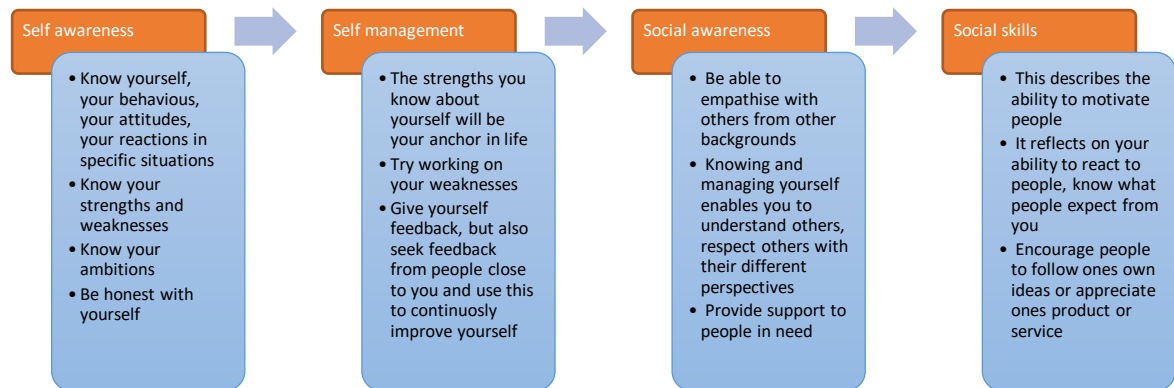 Self awareness
• Know yourself,
your behavious,
your attitudes,
your reactions in
specific situations
• Know your
strengths and
weaknesses
• Know your
ambitions
• Be honest with
yourself
Self management
• The strengths you
know about
yourself will be
your anchor in life
• Try working on
your weaknesses
• Give yourself
feedback, but also
seek feedback
from people close
to you and use this
to continuosly
improve yourself
Social awareness
• Be able to
empathise with
others from other
backgrounds
• Knowing and
managing yourself
enables you to
understand others,
respect others with
their different
perspectives
• Provide support to
people in need
Social skills
• This describes the
ability to motivate
people
• It reflects on your
ability to react to
people, know what
people expect from
you
• Encourage people
to follow ones own
ideas or appreciate
ones product or
service